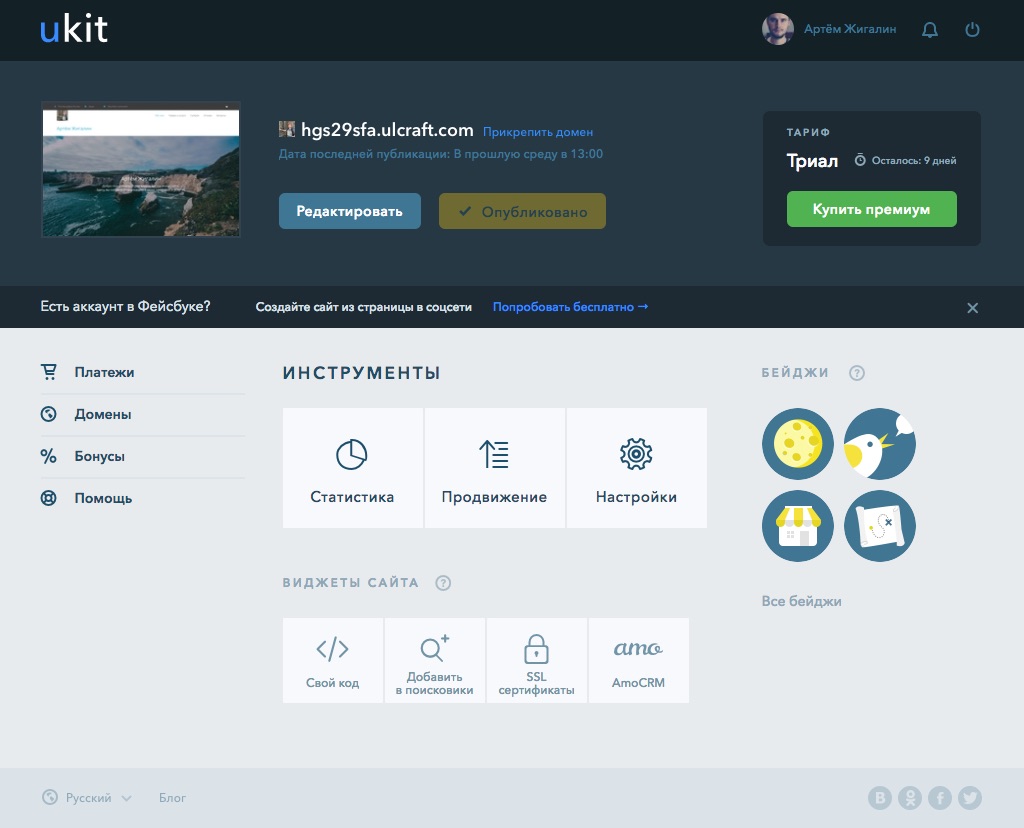 ukit
Артём Жигалин
hgs29sfa.ulcraft.com Прикрепить домен
Дата последней публикации: В прошлую среду в 13:00
Редактировать
Опубликовано
ТАРИФ
Триал Осталось: 9 дней
Купить премиум
Есть аккаунт в Фейсбуке? Создайте сайт из страницы в соцсети Попробовать бесплатно →
Платежи
Домены
Бонусы
Помощь
ИНСТРУМЕНТЫ
Статистика
Продвижение
Настройки
ВИДЖЕТЫ САЙТА ?
Свой код
Добавить
в поисковики
SSL
сертификаты
amo
AmoCRM
БЕЙДЖИ ?
Все бейджи
Русский Блог